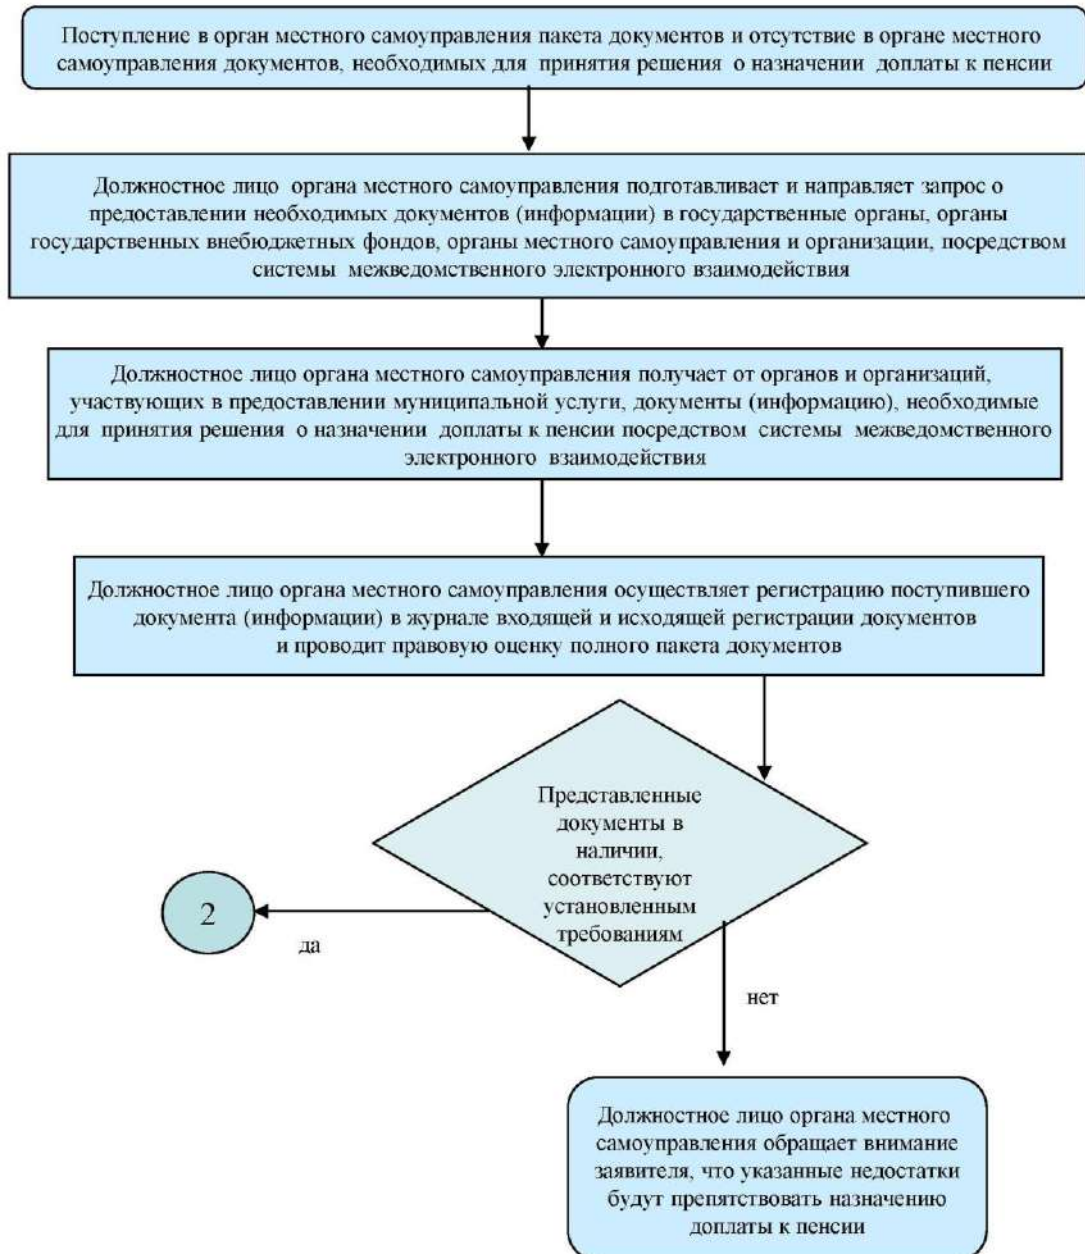 Поступление в орган местного самоуправления пакета документов и отсутствие в органе местного
самоуправления документов, необходимых для принятия решения о назначении доплаты к пенсии
Должностное лицо органа местного самоуправления подготавливает и направляет запрос о
предоставлении необходимых документов (информации) в государственные органы, органы
государственных внебюджетных фондов, органы местного самоуправления и организации, посредством
системы межведомственного электронного взаимодействия
Должностное лицо органа местного самоуправления получает от органов и организаций,
участвующих в предоставлении муниципальной услуги, документы (информацию), необходимые
для принятия решения о назначении доплаты к пенсии посредством системы межведомственного
электронного взаимодействия
Должностное лицо органа местного самоуправления осуществляет регистрацию поступившего
документа (информации) в журнале входящей и исходящей регистрации документов
и проводит правовую оценку полного пакета документов
Представленные
документы в
наличии,
соответствуют
установленным
требованиям
2
да
нет
Должностное лицо органа местного
самоуправления обращает внимание
заявителя, что указанные недостатки
будут препятствовать назначению
доплаты к пенсии